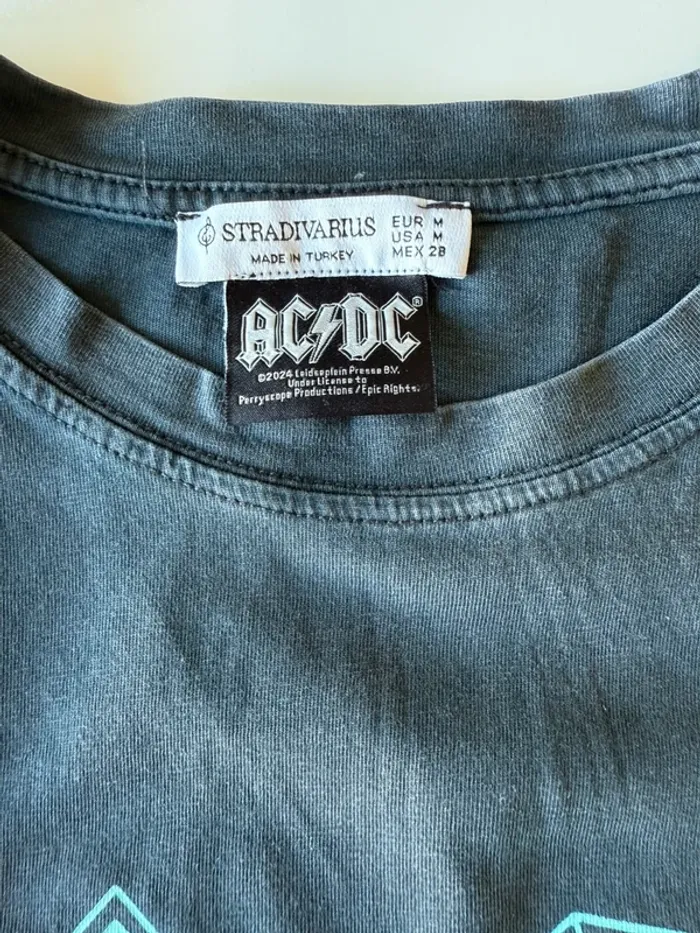 STRADIVARIUS
MADE IN TURKEY
EUR M
USA M
MEX 28
AC⚡DC®
©2024 Leidseplein Presse B.V.
Under License to
Perryscope Productions / Epic Rights.